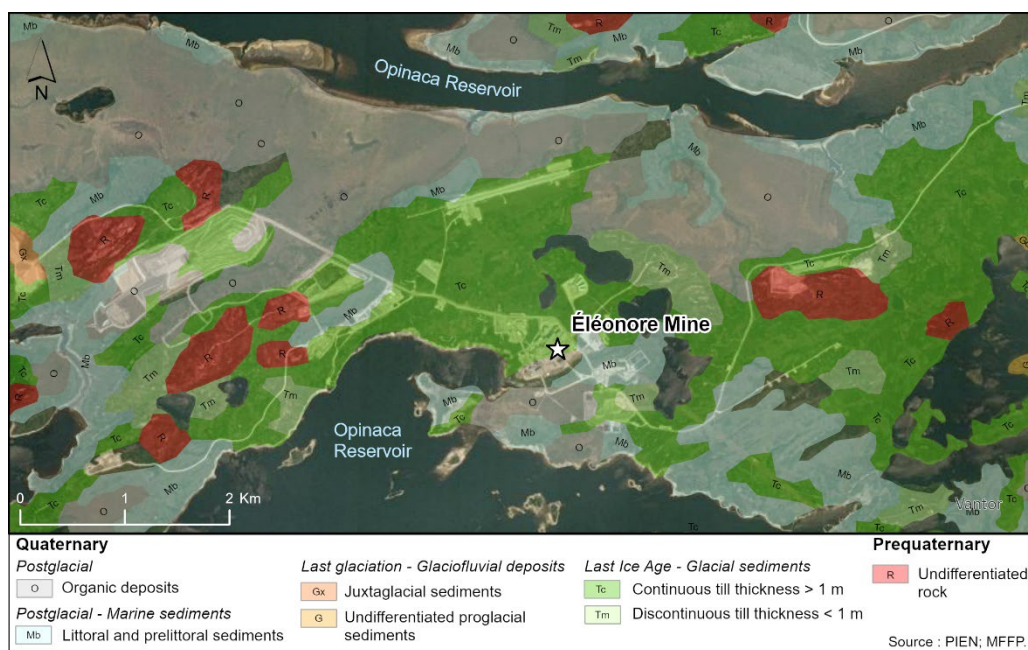 Opinaca Reservoir
N
Éléonore Mine
Opinaca
Reservoir
0 1 2 Km
Vantor
Quaternary
Postglacial
O Organic deposits
Postglacial - Marine sediments
Mb Littoral and prelittoral sediments
Last glaciation - Glaciofluvial deposits
Gx Juxtaglacial sediments
G Undifferentiated proglacial
sediments
Last Ice Age - Glacial sediments
Tc Continuous till thickness > 1 m
Tm Discontinuous till thickness < 1 m
Prequaternary
R Undifferentiated
rock
Source : PIEN; MFFP.